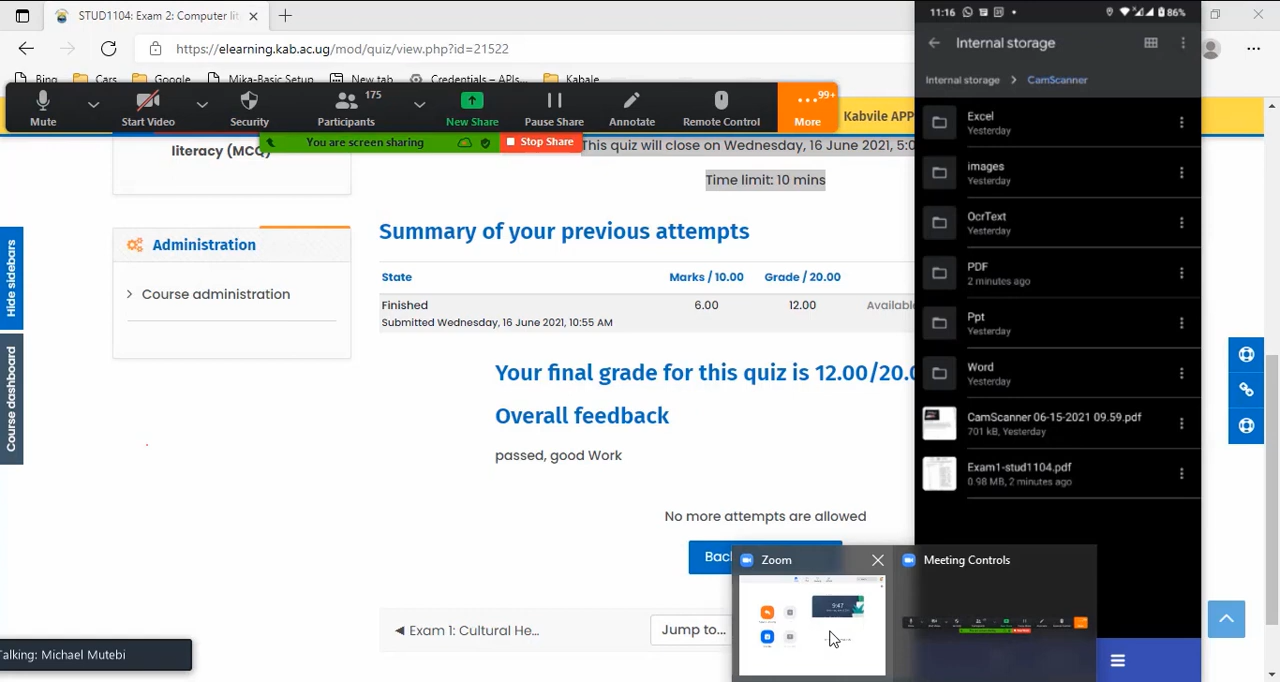 STUD1104: Exam 2: Computer lit
https://elearning.kab.ac.ug/mod/quiz/view.php?id=21522
Bing
Cars
Google
Mika-Basic Setup
New tab
Credentials – APIs...
Kabale
Mute
Start Video
Security
175
Participants
New Share
Pause Share
Annotate
Remote Control
99+
More
Kabvile APP
You are screen sharing
Stop Share
literacy (MCQ)
This quiz will close on Wednesday, 16 June 2021, 5:0
Time limit: 10 mins
Hide sidebars
Course dashboard
Administration
Course administration
Summary of your previous attempts
State Marks / 10.00 Grade / 20.00
Finished 6.00 12.00 Available
Submitted Wednesday, 16 June 2021, 10:55 AM
Your final grade for this quiz is 12.00/20.0
Overall feedback
passed, good Work
No more attempts are allowed
Back
◄ Exam 1: Cultural He...
Jump to...
Talking: Michael Mutebi
Zoom
9:47
Meeting Controls
11:16
86%
Internal storage
Internal storage > CamScanner
Excel
Yesterday
images
Yesterday
OcrText
Yesterday
PDF
2 minutes ago
Ppt
Yesterday
Word
Yesterday
CamScanner 06-15-2021 09.59.pdf
701 kB, Yesterday
Exam1-stud1104.pdf
0.98 MB, 2 minutes ago